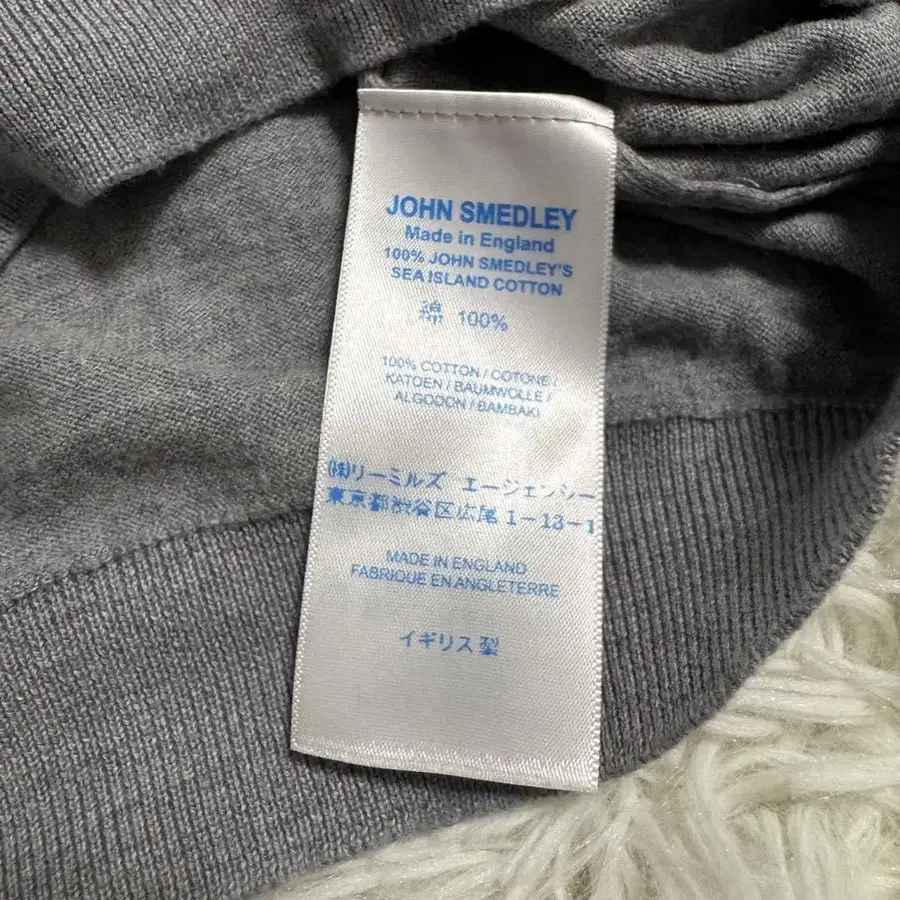 JOHN SMEDLEY
Made in England
100% JOHN SMEDLEY'S
SEA ISLAND COTTON
綿 100%
100% COTTON / COTONE /
KATOEN / BAUMWOLLE /
ALGODON / BAMBAKI
(株)リーミルズ エージェンシー
東京都渋谷区広尾 1-13-1
MADE IN ENGLAND
FABRIQUE EN ANGLETERRE
イギリス製